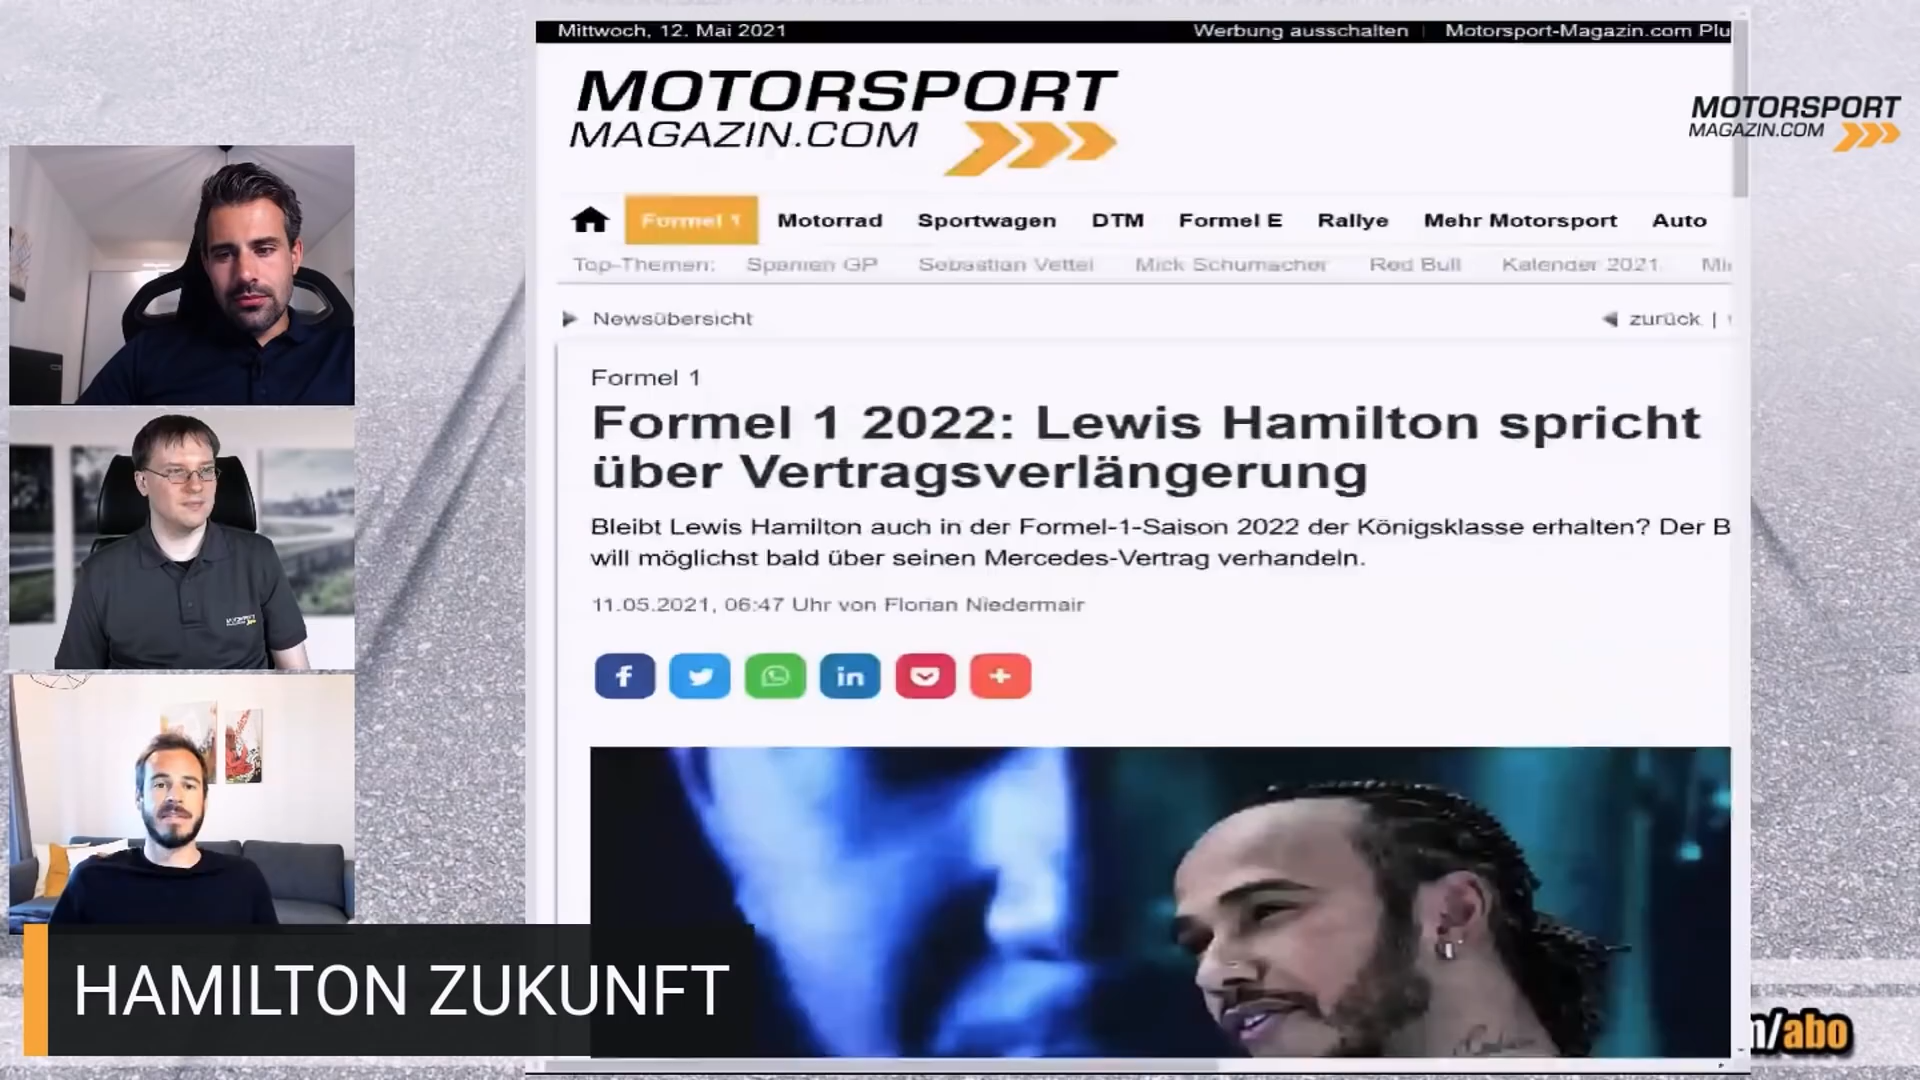 Mittwoch, 12. Mai 2021
Werbung ausschalten | Motorsport-Magazin.com Plu
MOTORSPORT
MAGAZIN.COM
MOTORSPORT
MAGAZIN.COM
Formel 1 Motorrad Sportwagen DTM Formel E Rallye Mehr Motorsport Auto
Top-Themen: Spanien GP Sebastian Vettel Mick Schumacher Red Bull Kalender 2021
Newsübersicht
zurück |
Formel 1
Formel 1 2022: Lewis Hamilton spricht
über Vertragsverlängerung
Bleibt Lewis Hamilton auch in der Formel-1-Saison 2022 der Königsklasse erhalten? Der B
will möglichst bald über seinen Mercedes-Vertrag verhandeln.
11.05.2021, 06:47 Uhr von Florian Niedermair
MOTORSPORT
HAMILTON ZUKUNFT
/abo